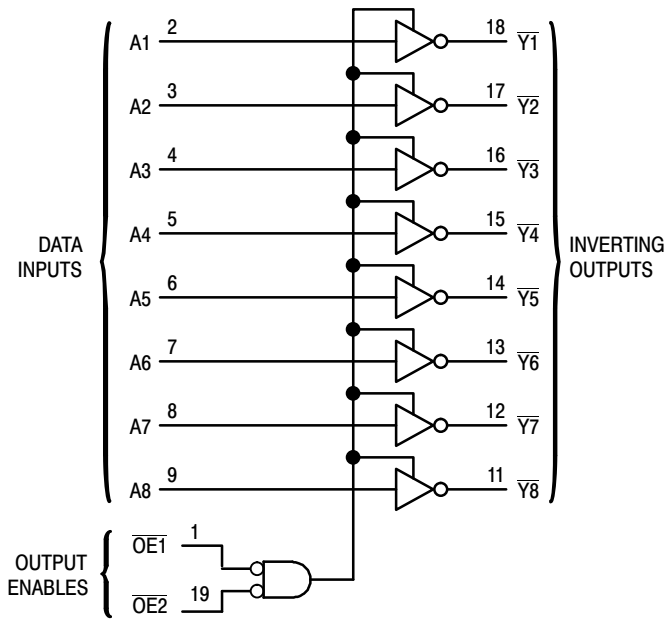 A1 2 18 Y1
A2 3 17 Y2
A3 4 16 Y3
A4 5 15 Y4
DATA
INPUTS
INVERTING
OUTPUTS
A5 6 14 Y5
A6 7 13 Y6
A7 8 12 Y7
A8 9 11 Y8
OUTPUT
ENABLES
OE1 1
OE2 19